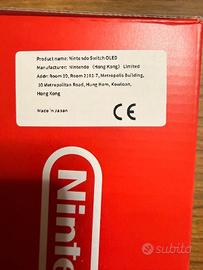 Product name: Nintendo Switch OLED
Manufacturer: Nintendo (Hong Kong) Limited
Addr: Room 19, Room 2101-7, Metropolis Building,
10 Metropolitan Road, Hung Hom, Kowloon,
Hong Kong
Made in Japan
CE
Ninte
subito